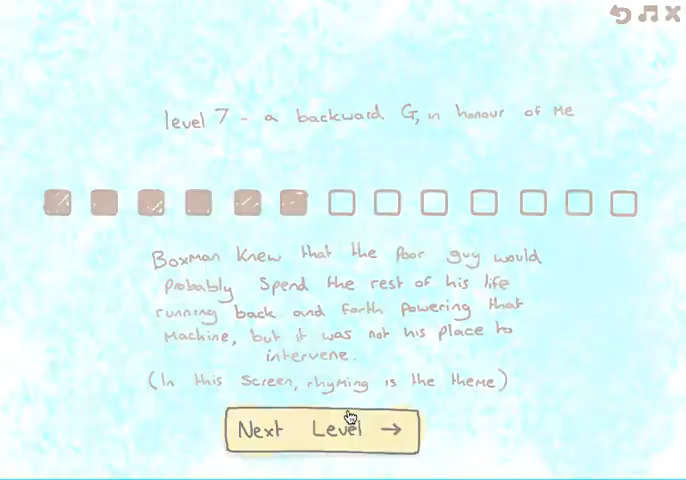 level 7 - a backward G, in honour of Me
Boxman knew that the Poor guy would
probably Spend the rest of his life
running back and forth powering that
Machine, but it was not his place to
intervene.
(In this screen, rhyming is the theme)
Next Level →